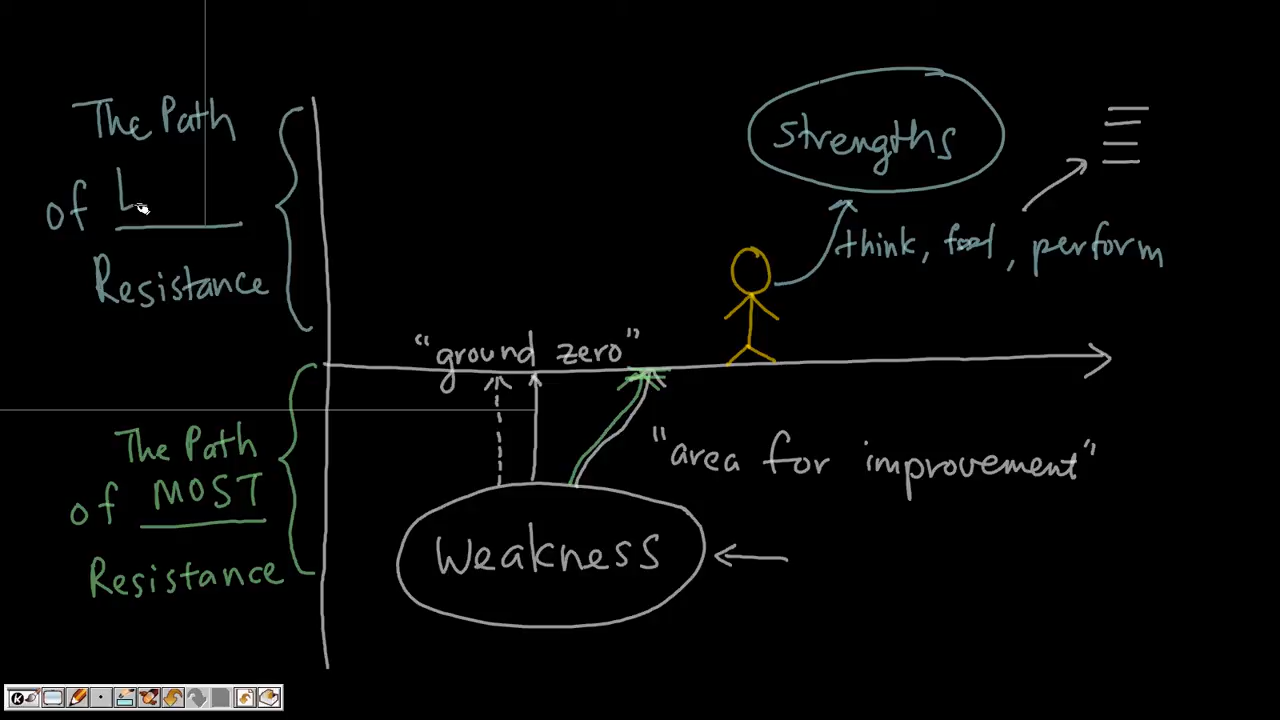 The Path
of L
Resistance
strengths
think, feel, perform
"ground zero"
"area for improvement"
The Path
of MOST
Resistance
Weakness